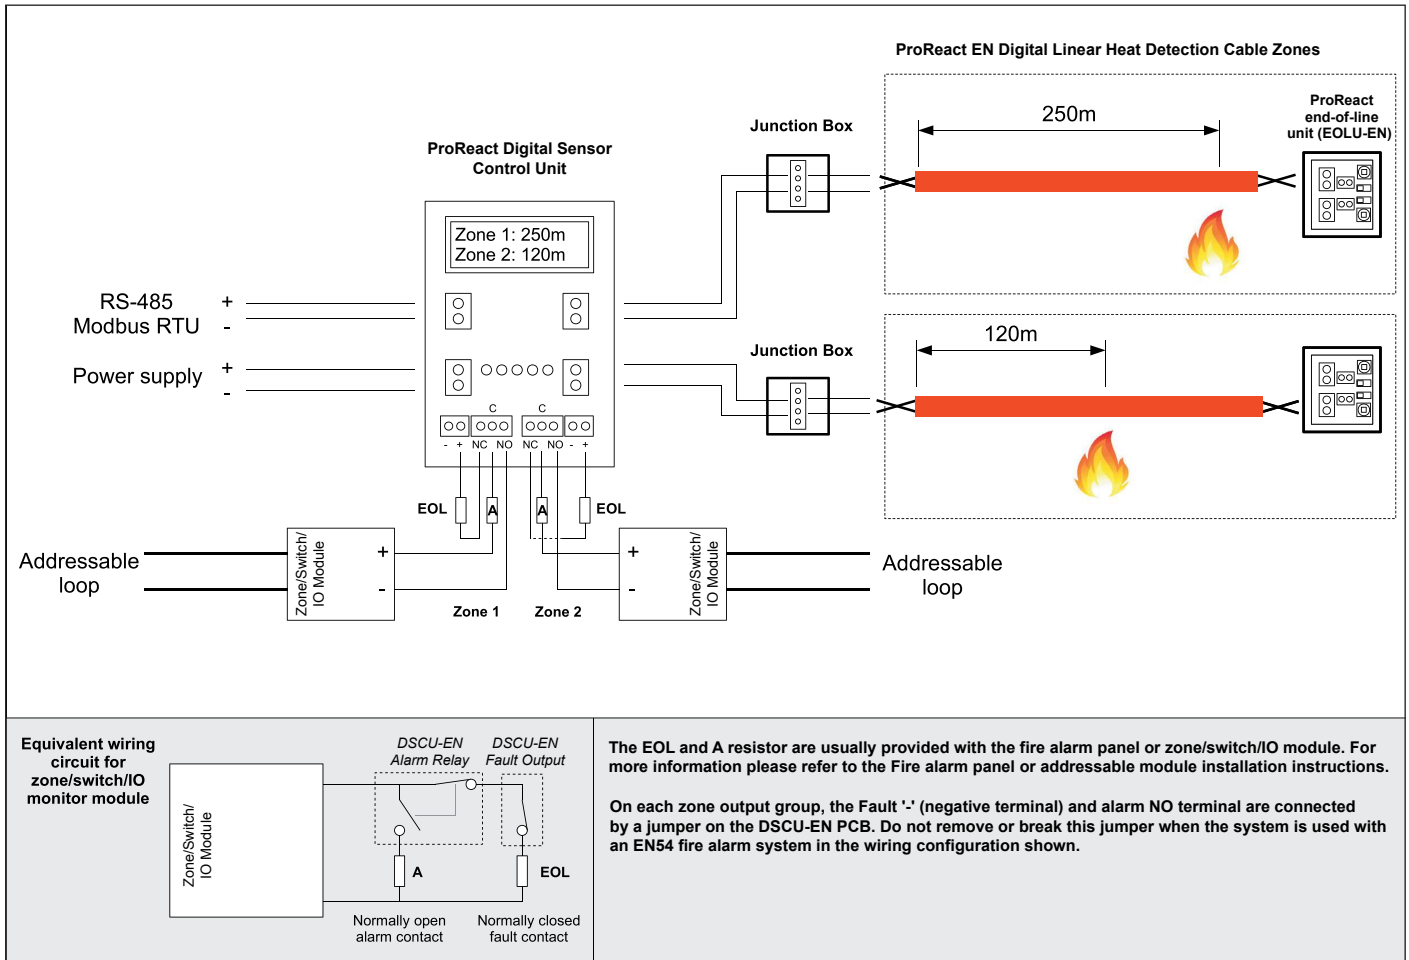 ProReact EN Digital Linear Heat Detection Cable Zones
250m
ProReact
end-of-line
unit (EOLU-EN)
Junction Box
ProReact Digital Sensor
Control Unit
Zone 1: 250m
Zone 2: 120m
RS-485
Modbus RTU
+
-
Power supply
+
-
Junction Box
120m
C
C
- + NC NO NC NO - +
EOL
A
A
EOL
Addressable
loop
Zone/Switch/
IO Module
+
-
Zone 1
Zone 2
+
-
Zone/Switch/
IO Module
Addressable
loop
Equivalent wiring
circuit for
zone/switch/IO
monitor module
Zone/Switch/
IO Module
DSCU-EN
Alarm Relay
DSCU-EN
Fault Output
A
EOL
Normally open
alarm contact
Normally closed
fault contact
The EOL and A resistor are usually provided with the fire alarm panel or zone/switch/IO module. For
more information please refer to the Fire alarm panel or addressable module installation instructions.
On each zone output group, the Fault '-' (negative terminal) and alarm NO terminal are connected
by a jumper on the DSCU-EN PCB. Do not remove or break this jumper when the system is used with
an EN54 fire alarm system in the wiring configuration shown.